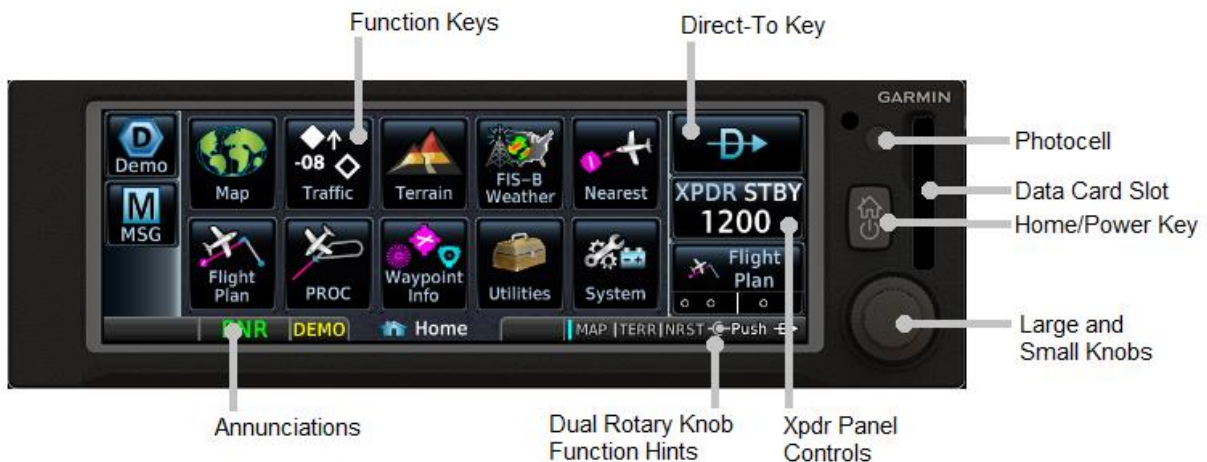 Function Keys
Direct-To Key
GARMIN
Photocell
Data Card Slot
Home/Power Key
Large and
Small Knobs
D
Demo
M
MSG
Map
-08
Traffic
Terrain
FIS-B
Weather
Nearest
D
XPDR STBY
1200
Flight
Plan
PROC
Waypoint
Info
Utilities
System
Flight
Plan
DEMO
Home
MAP |TERR|NRST
Push D
Annunciations
Dual Rotary Knob
Function Hints
Xpdr Panel
Controls